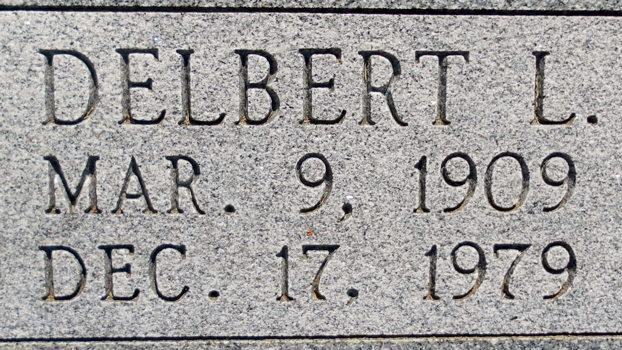 DELBERT L.
MAR. 9, 1909
DEC. 17, 1979